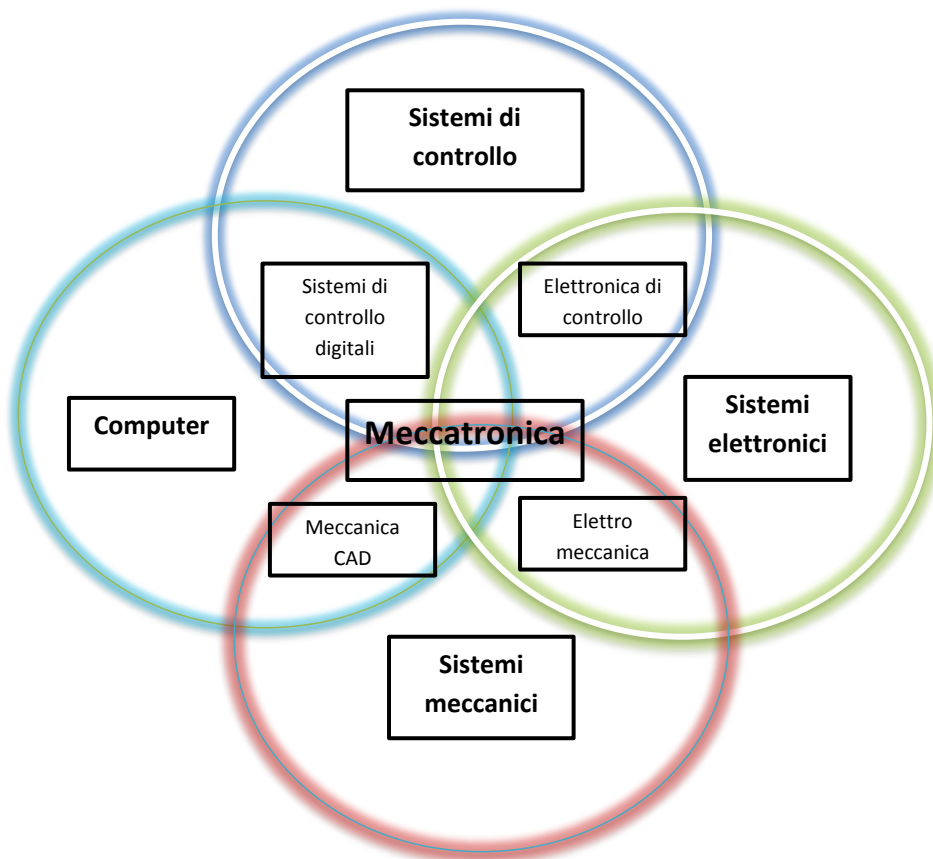 Sistemi di
controllo
Sistemi di
controllo
digitali
Elettronica di
controllo
Computer
Meccatronica
Sistemi
elettronici
Meccanica
CAD
Elettro
meccanica
Sistemi
meccanici